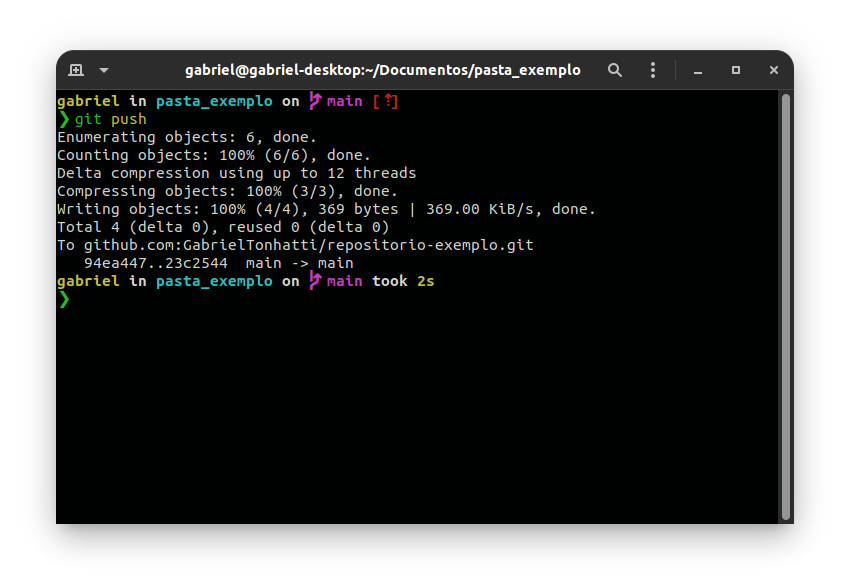 gabriel@gabriel-desktop:~/Documentos/pasta_exemplo
gabriel in pasta_exemplo on main [⇡]
❯ git push
Enumerating objects: 6, done.
Counting objects: 100% (6/6), done.
Delta compression using up to 12 threads
Compressing objects: 100% (3/3), done.
Writing objects: 100% (4/4), 369 bytes | 369.00 KiB/s, done.
Total 4 (delta 0), reused 0 (delta 0)
To github.com:GabrielTonhatti/repositorio-exemplo.git
   94ea447..23c2544  main -> main
gabriel in pasta_exemplo on main took 2s
❯